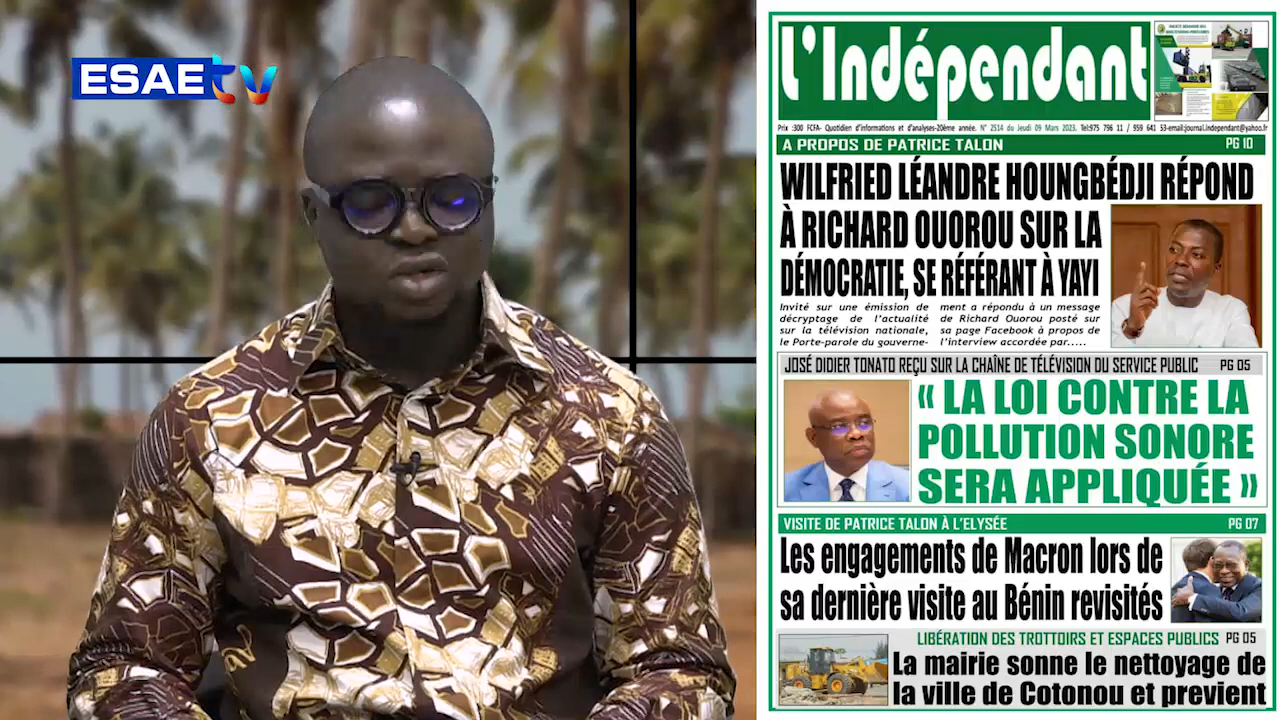 ESAE tv
L'Indépendant
Prix :300 FCFA- Quotidien d'informations et d'analyses-20ème année. N° 2514 du Jeudi 09 Mars 2023. Tel:975 796 11 / 959 641 53-email:journal.independant@yahoo.fr
A PROPOS DE PATRICE TALON PG 10
WILFRIED LÉANDRE HOUNGBÉDJI RÉPOND
À RICHARD OUOROU SUR LA
DÉMOCRATIE, SE RÉFÉRANT À YAYI
Invité sur une émission de
décryptage de l'actualité
sur la télévision nationale,
le Porte-parole du gouverne-
ment a répondu à un message
de Richard Ouorou posté sur
sa page Facebook à propos de
l'interview accordée par.....
JOSÉ DIDIER TONATO REÇU SUR LA CHAÎNE DE TÉLÉVISION DU SERVICE PUBLIC PG 05
« LA LOI CONTRE LA
POLLUTION SONORE
SERA APPLIQUÉE »
VISITE DE PATRICE TALON À L'ELYSÉE PG 07
Les engagements de Macron lors de
sa dernière visite au Bénin revisités
LIBÉRATION DES TROTTOIRS ET ESPACES PUBLICS PG 05
La mairie sonne le nettoyage de
la ville de Cotonou et previent